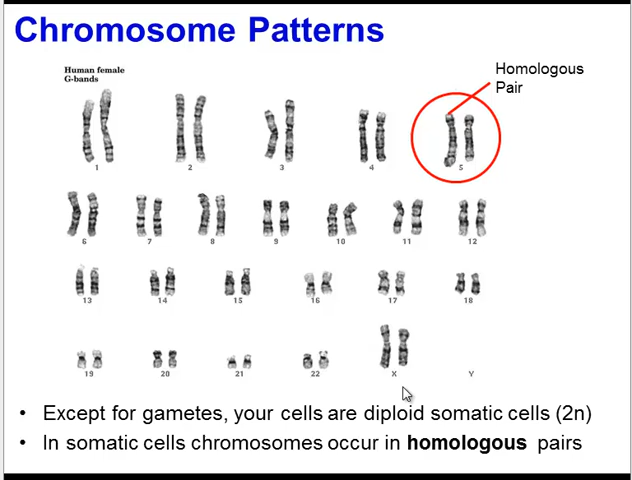 Chromosome Patterns
Human female
G-bands
Homologous
Pair
1 2 3 4 5
6 7 8 9 10 11 12
13 14 15 16 17 18
19 20 21 22 X Y
• Except for gametes, your cells are diploid somatic cells (2n)
• In somatic cells chromosomes occur in homologous pairs